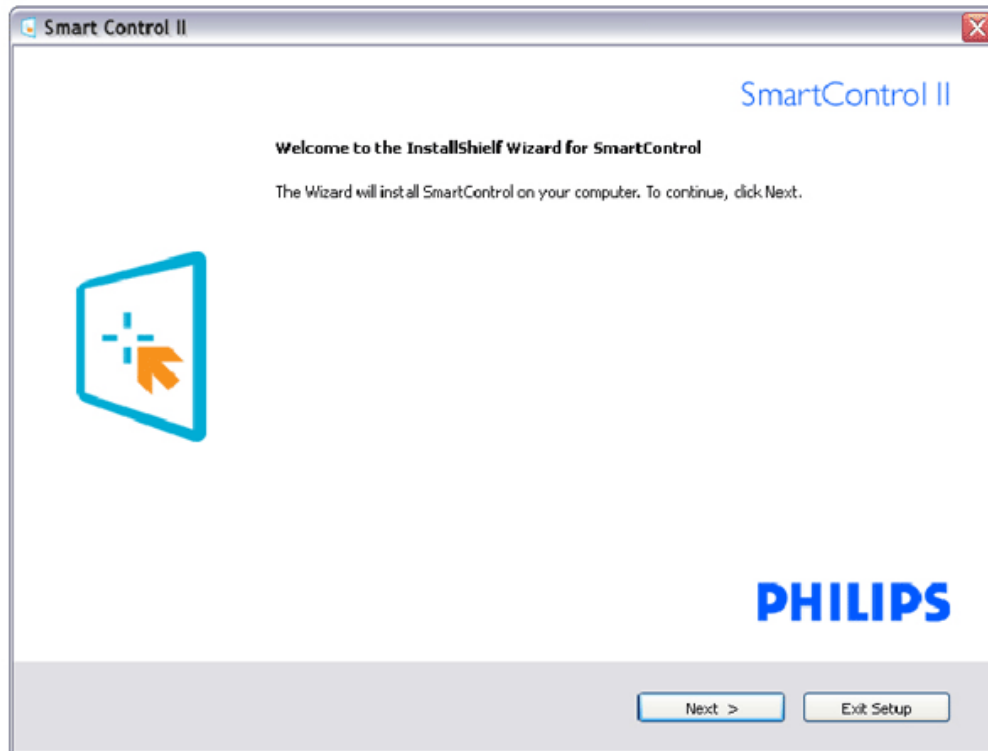 Smart Control II
SmartControl II
Welcome to the InstallShielf Wizard for SmartControl
The Wizard will install SmartControl on your computer. To continue, click Next.
PHILIPS
Next >
Exit Setup